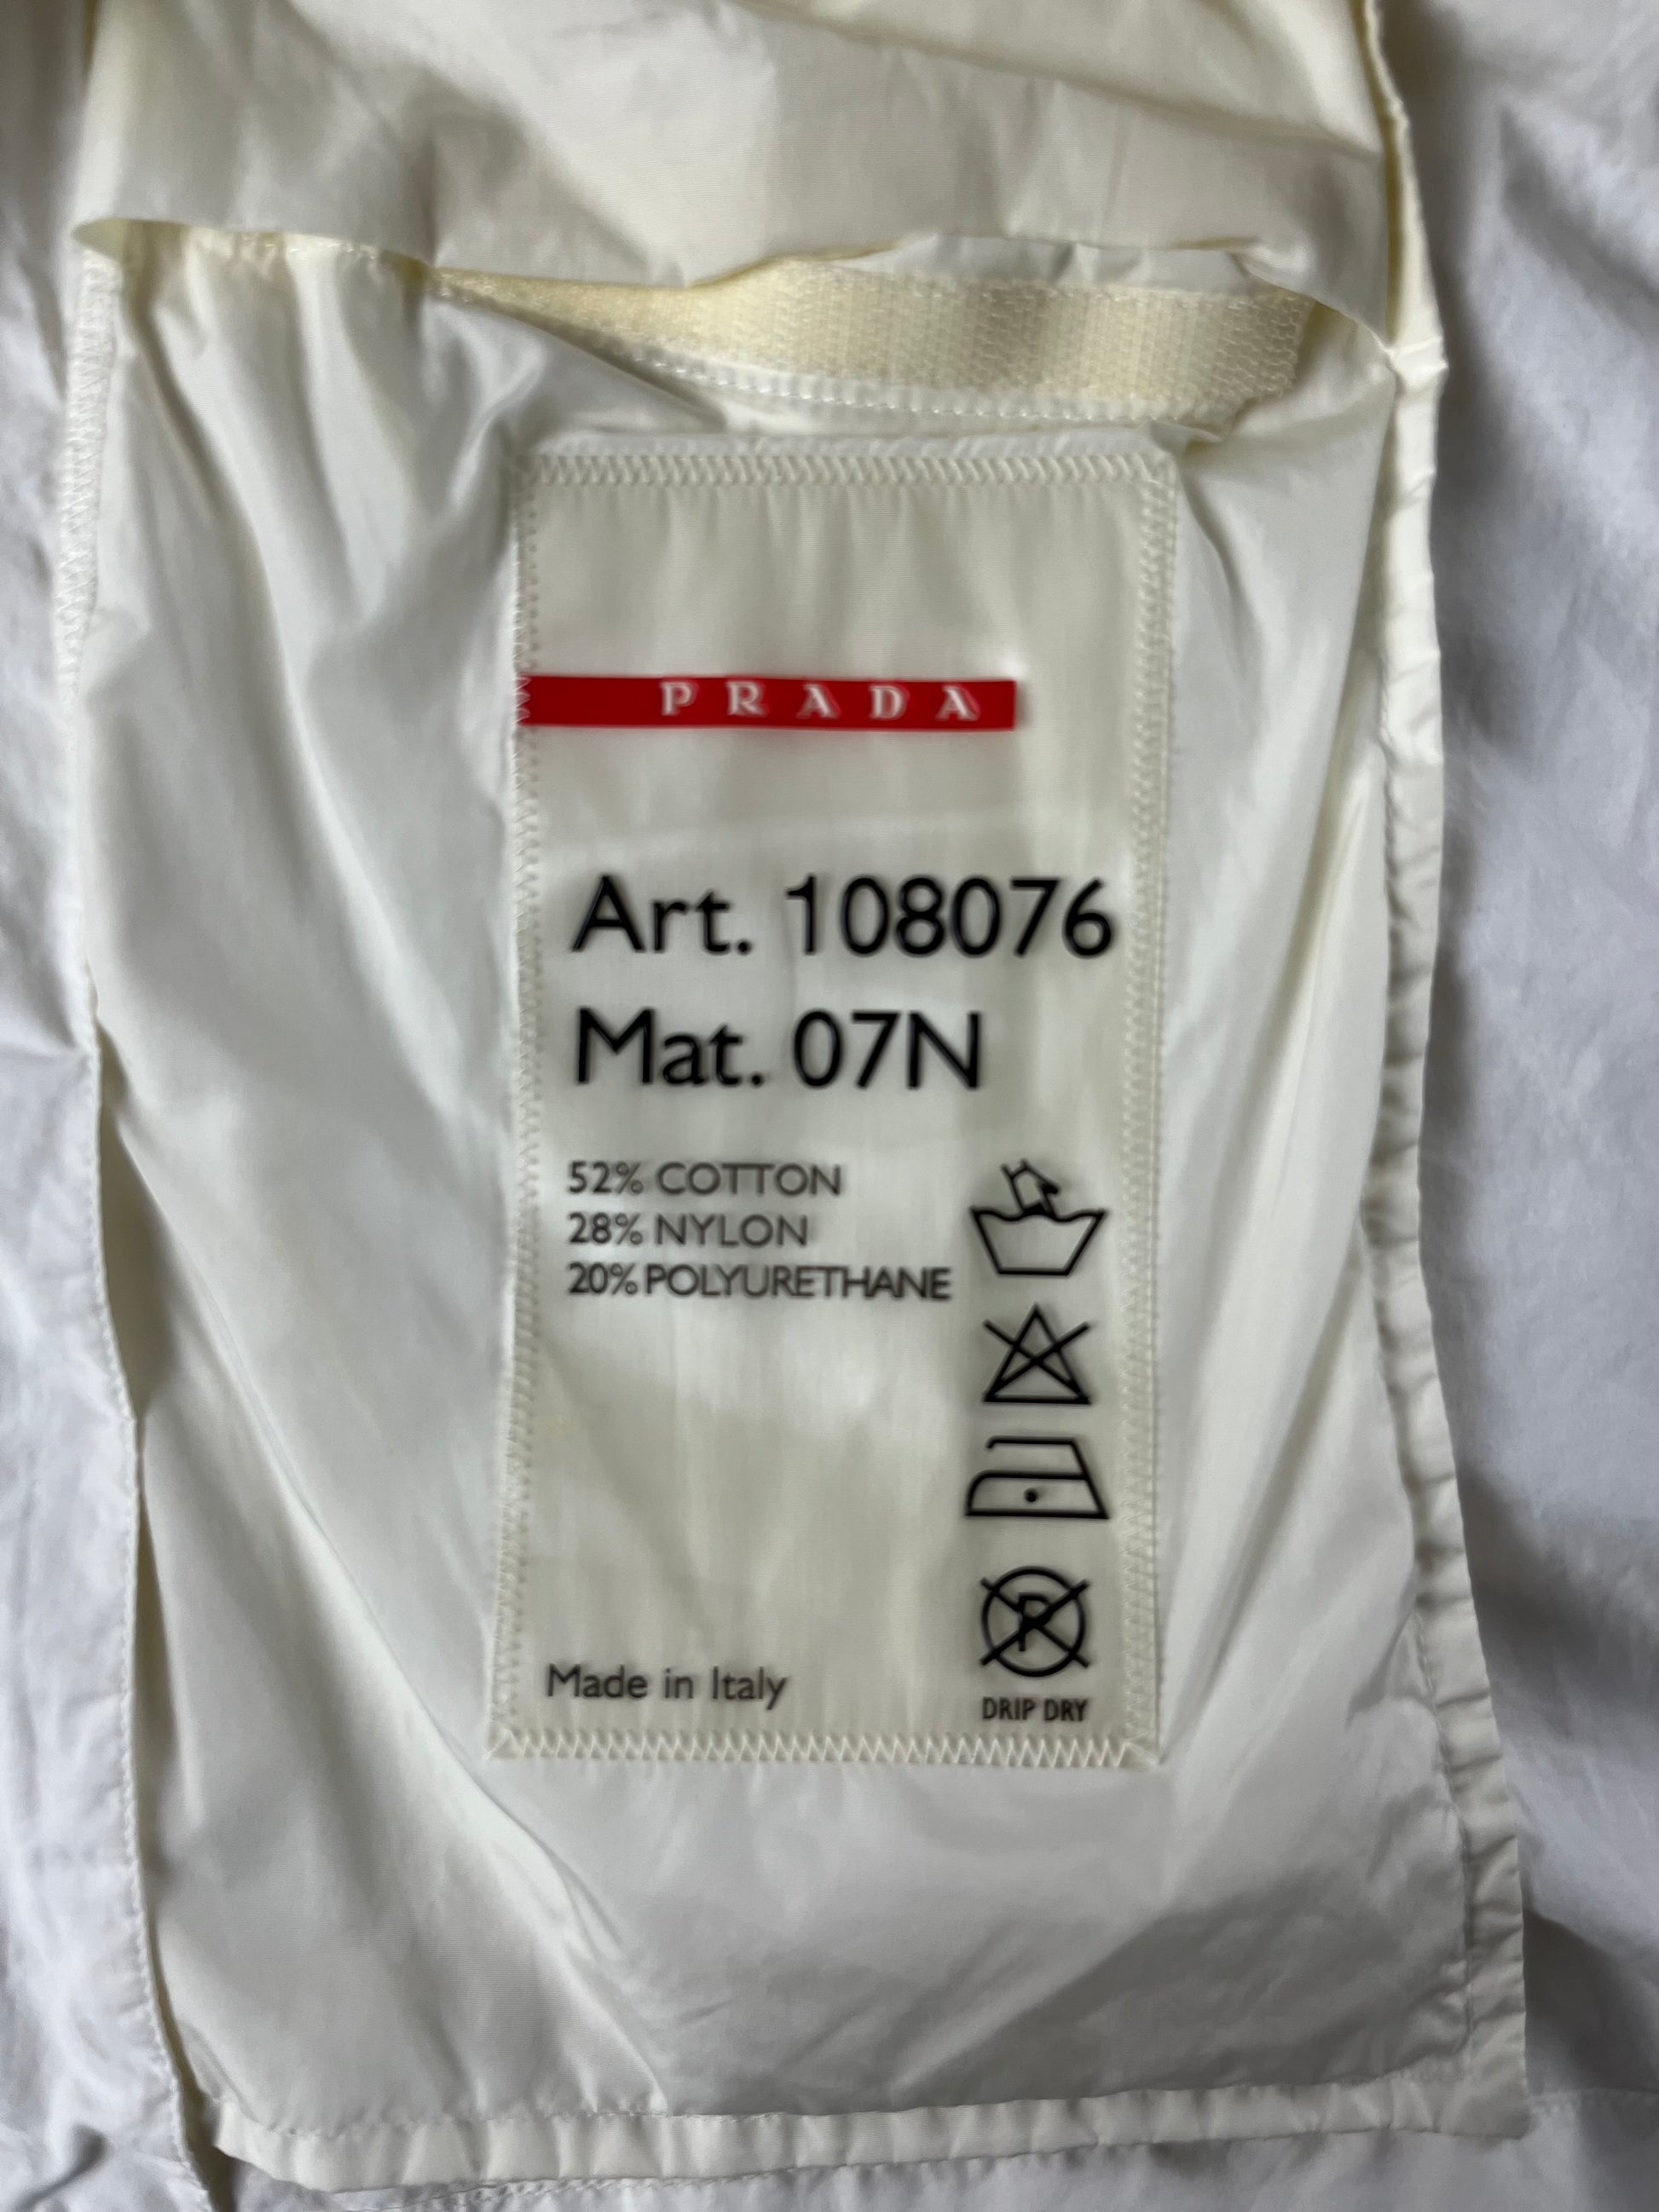 PRADA
Art. 108076
Mat. 07N
52% COTTON
28% NYLON
20% POLYURETHANE
P
Made in Italy
DRIP DRY